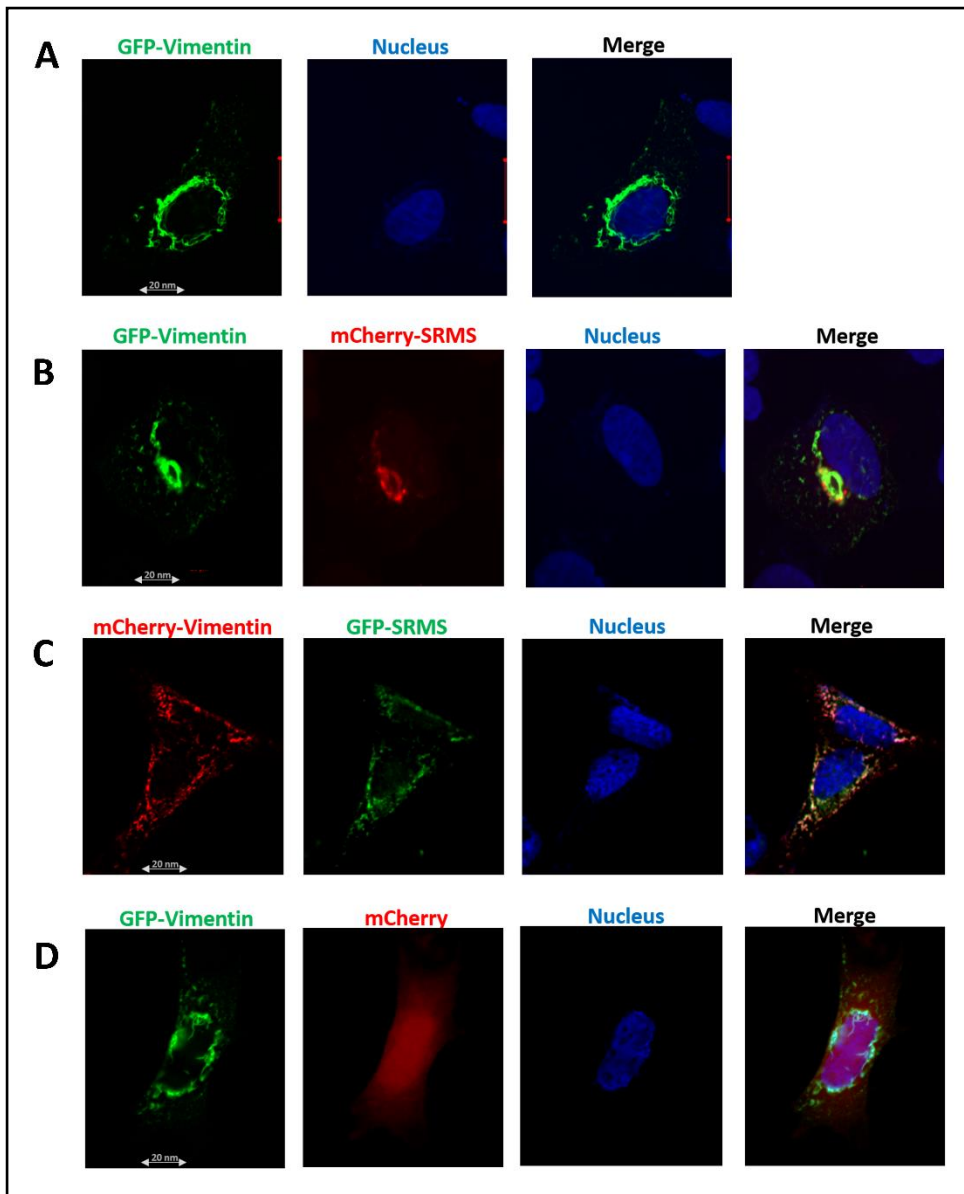 A
GFP-Vimentin Nucleus Merge
20 nm
B
GFP-Vimentin mCherry-SRMS Nucleus Merge
20 nm
C
mCherry-Vimentin GFP-SRMS Nucleus Merge
20 nm
D
GFP-Vimentin mCherry Nucleus Merge
20 nm